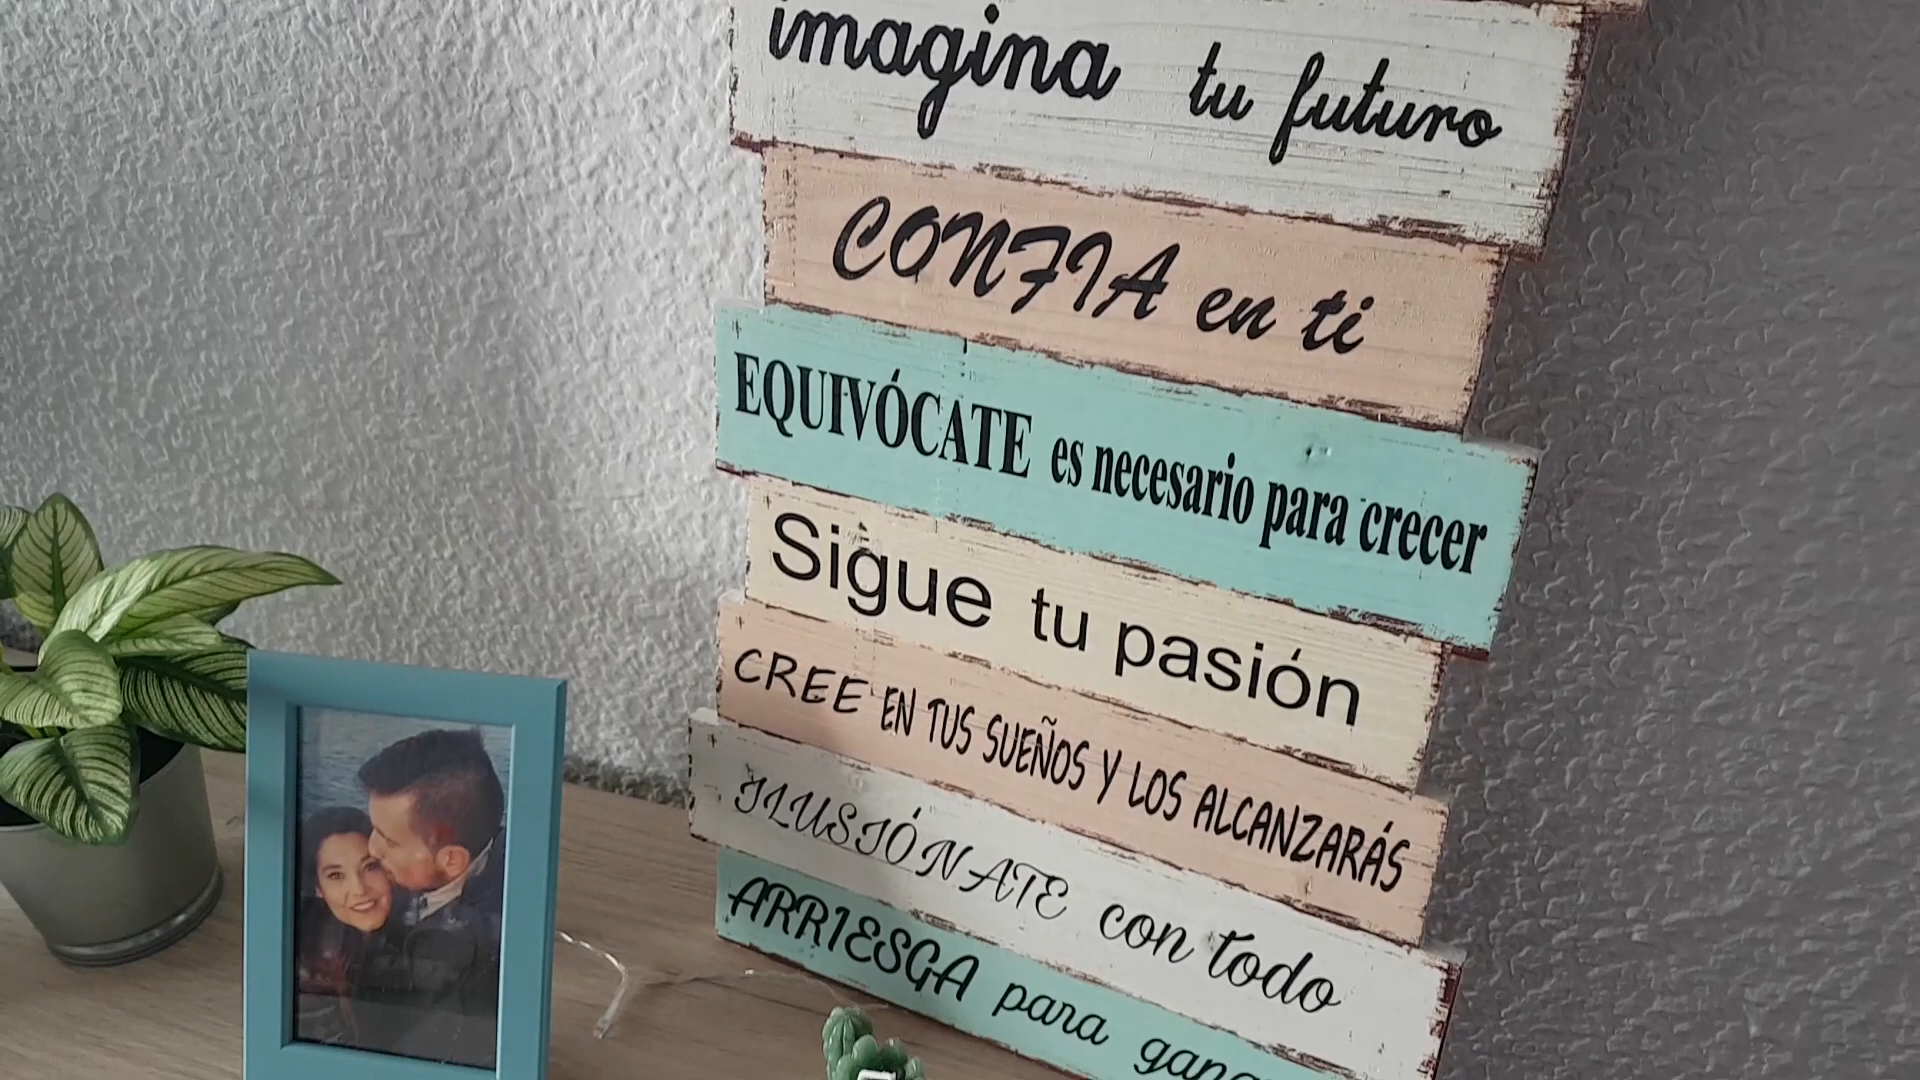 imagina tu futuro
CONFIA en ti
EQUIVÓCATE es necesario para crecer
Sigue tu pasión
CREE EN TUS SUEÑOS Y LOS ALCANZARÁS
ILUSIÓNATE con todo
ARRIESGA para